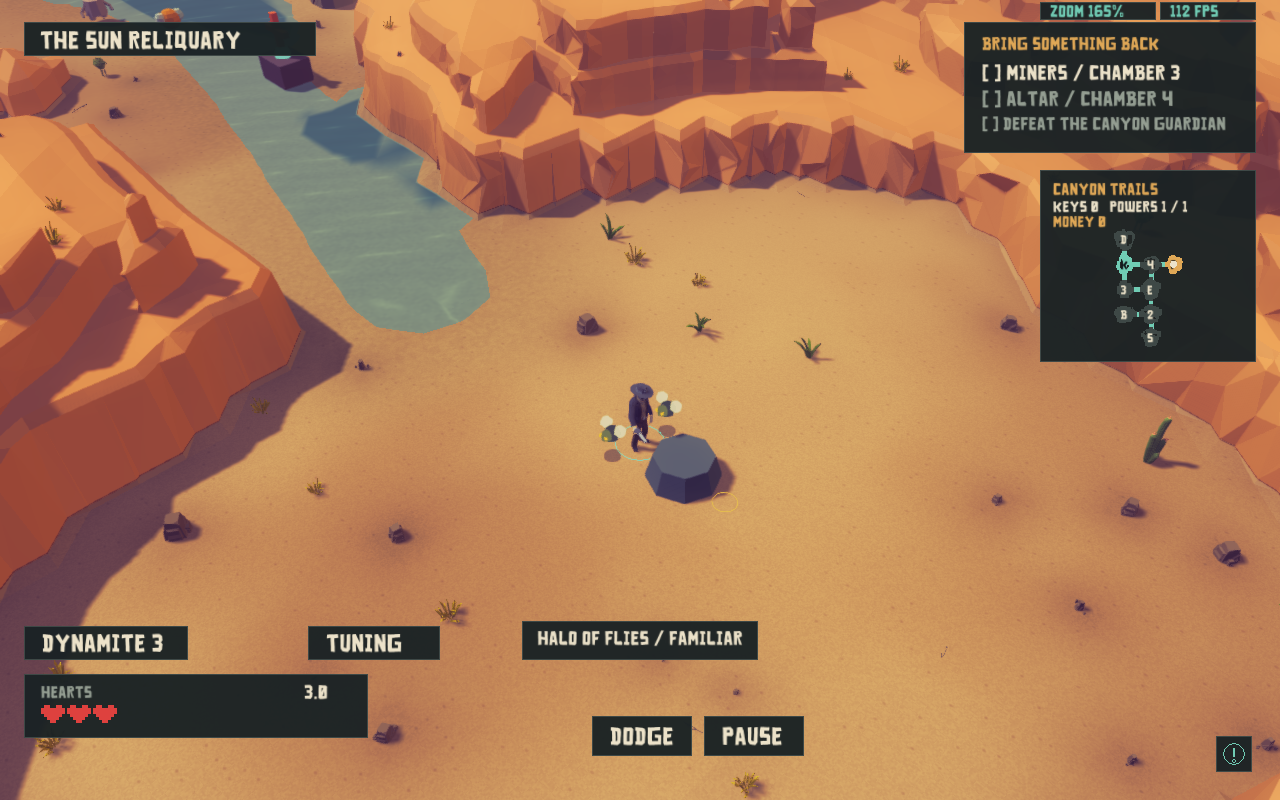 ZOOM 165%
112 FPS
THE SUN RELIQUARY
BRING SOMETHING BACK
[ ] MINERS / CHAMBER 3
[ ] ALTAR / CHAMBER 4
[ ] DEFEAT THE CANYON GUARDIAN
CANYON TRAILS
KEYS 0 POWERS 1 / 1
MONEY 0
D
4
3 E
B 2
S
DYNAMITE 3
TUNING
HALO OF FLIES / FAMILIAR
HEARTS 3.0
DODGE
PAUSE
!